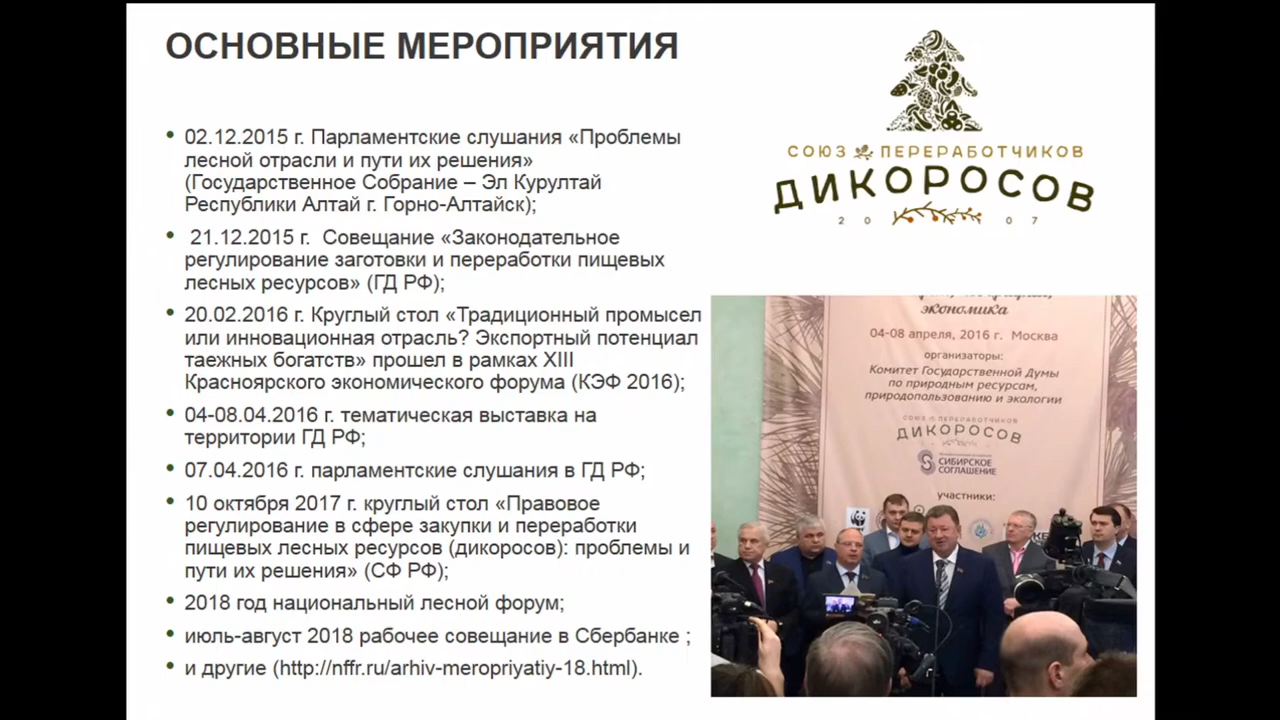 ОСНОВНЫЕ МЕРОПРИЯТИЯ
• 02.12.2015 г. Парламентские слушания «Проблемы
лесной отрасли и пути их решения»
(Государственное Собрание – Эл Курултай
Республики Алтай г. Горно-Алтайск);
• 21.12.2015 г. Совещание «Законодательное
регулирование заготовки и переработки пищевых
лесных ресурсов» (ГД РФ);
• 20.02.2016 г. Круглый стол «Традиционный промысел
или инновационная отрасль? Экспортный потенциал
таежных богатств» прошел в рамках XIII
Красноярского экономического форума (КЭФ 2016);
• 04-08.04.2016 г. тематическая выставка на
территории ГД РФ;
• 07.04.2016 г. парламентские слушания в ГД РФ;
• 10 октября 2017 г. круглый стол «Правовое
регулирование в сфере закупки и переработки
пищевых лесных ресурсов (дикоросов): проблемы и
пути их решения» (СФ РФ);
• 2018 год национальный лесной форум;
• июль-август 2018 рабочее совещание в Сбербанке ;
• и другие (http://nffr.ru/arhiv-meropriyatiy-18.html).
СОЮЗ ПЕРЕРАБОТЧИКОВ
ДИКОРОСОВ
20 07
экономика
04-08 апреля, 2016 г. Москва
организаторы:
Комитет Государственной Думы
по природным ресурсам,
природопользованию и экологии
СОЮЗ ПЕРЕРАБОТЧИКОВ
ДИКОРОСОВ
СИБИРСКОЕ
СОГЛАШЕНИЕ
участники:
WWF